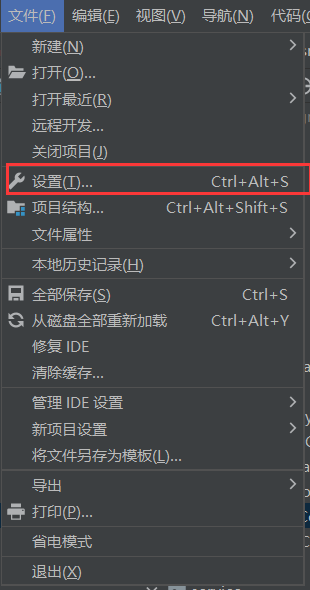 文件(F) 编辑(E) 视图(V) 导航(N) 代码(C
新建(N)
打开(O)...
打开最近(R)
远程开发...
关闭项目(J)
设置(T)... Ctrl+Alt+S
项目结构... Ctrl+Alt+Shift+S
文件属性
本地历史记录(H)
全部保存(S) Ctrl+S
从磁盘全部重新加载 Ctrl+Alt+Y
修复 IDE
清除缓存...
管理 IDE 设置
新项目设置
将文件另存为模板(L)...
导出
打印(P)...
省电模式
退出(X)